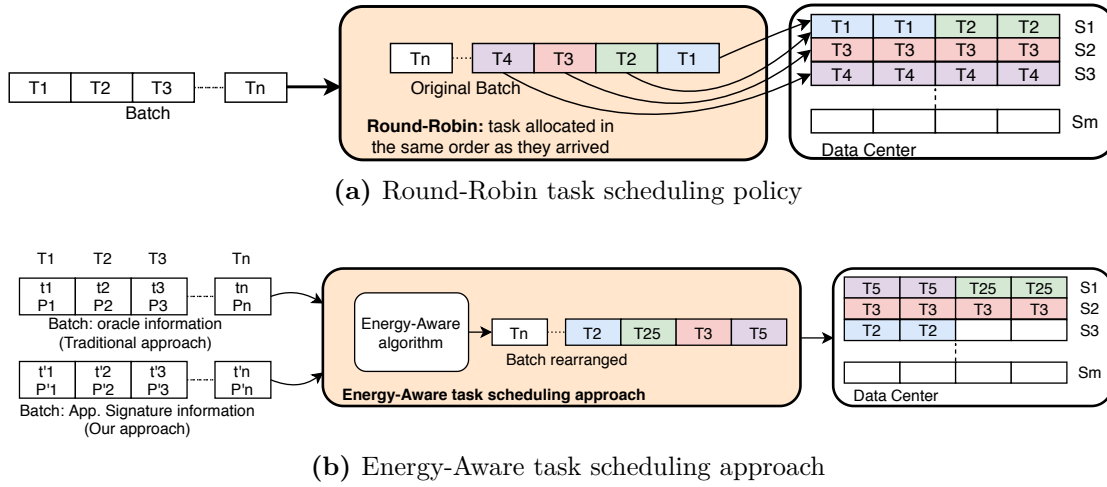 T1 T2 T3 Tn
Batch
Tn T4 T3 T2 T1
Original Batch
Round-Robin: task allocated in
the same order as they arrived
T1 T1 T2 T2 S1
T3 T3 T3 T3 S2
T4 T4 T4 T4 S3
Sm
Data Center
(a) Round-Robin task scheduling policy
T1 T2 T3 Tn
t1 t2 t3 tn
P1 P2 P3 Pn
Batch: oracle information
(Traditional approach)
t'1 t'2 t'3 t'n
P'1 P'2 P'3 P'n
Batch: App. Signature information
(Our approach)
Energy-Aware
algorithm
Tn T2 T25 T3 T5
Batch rearranged
Energy-Aware task scheduling approach
T5 T5 T25 T25 S1
T3 T3 T3 T3 S2
T2 T2 S3
Sm
Data Center
(b) Energy-Aware task scheduling approach